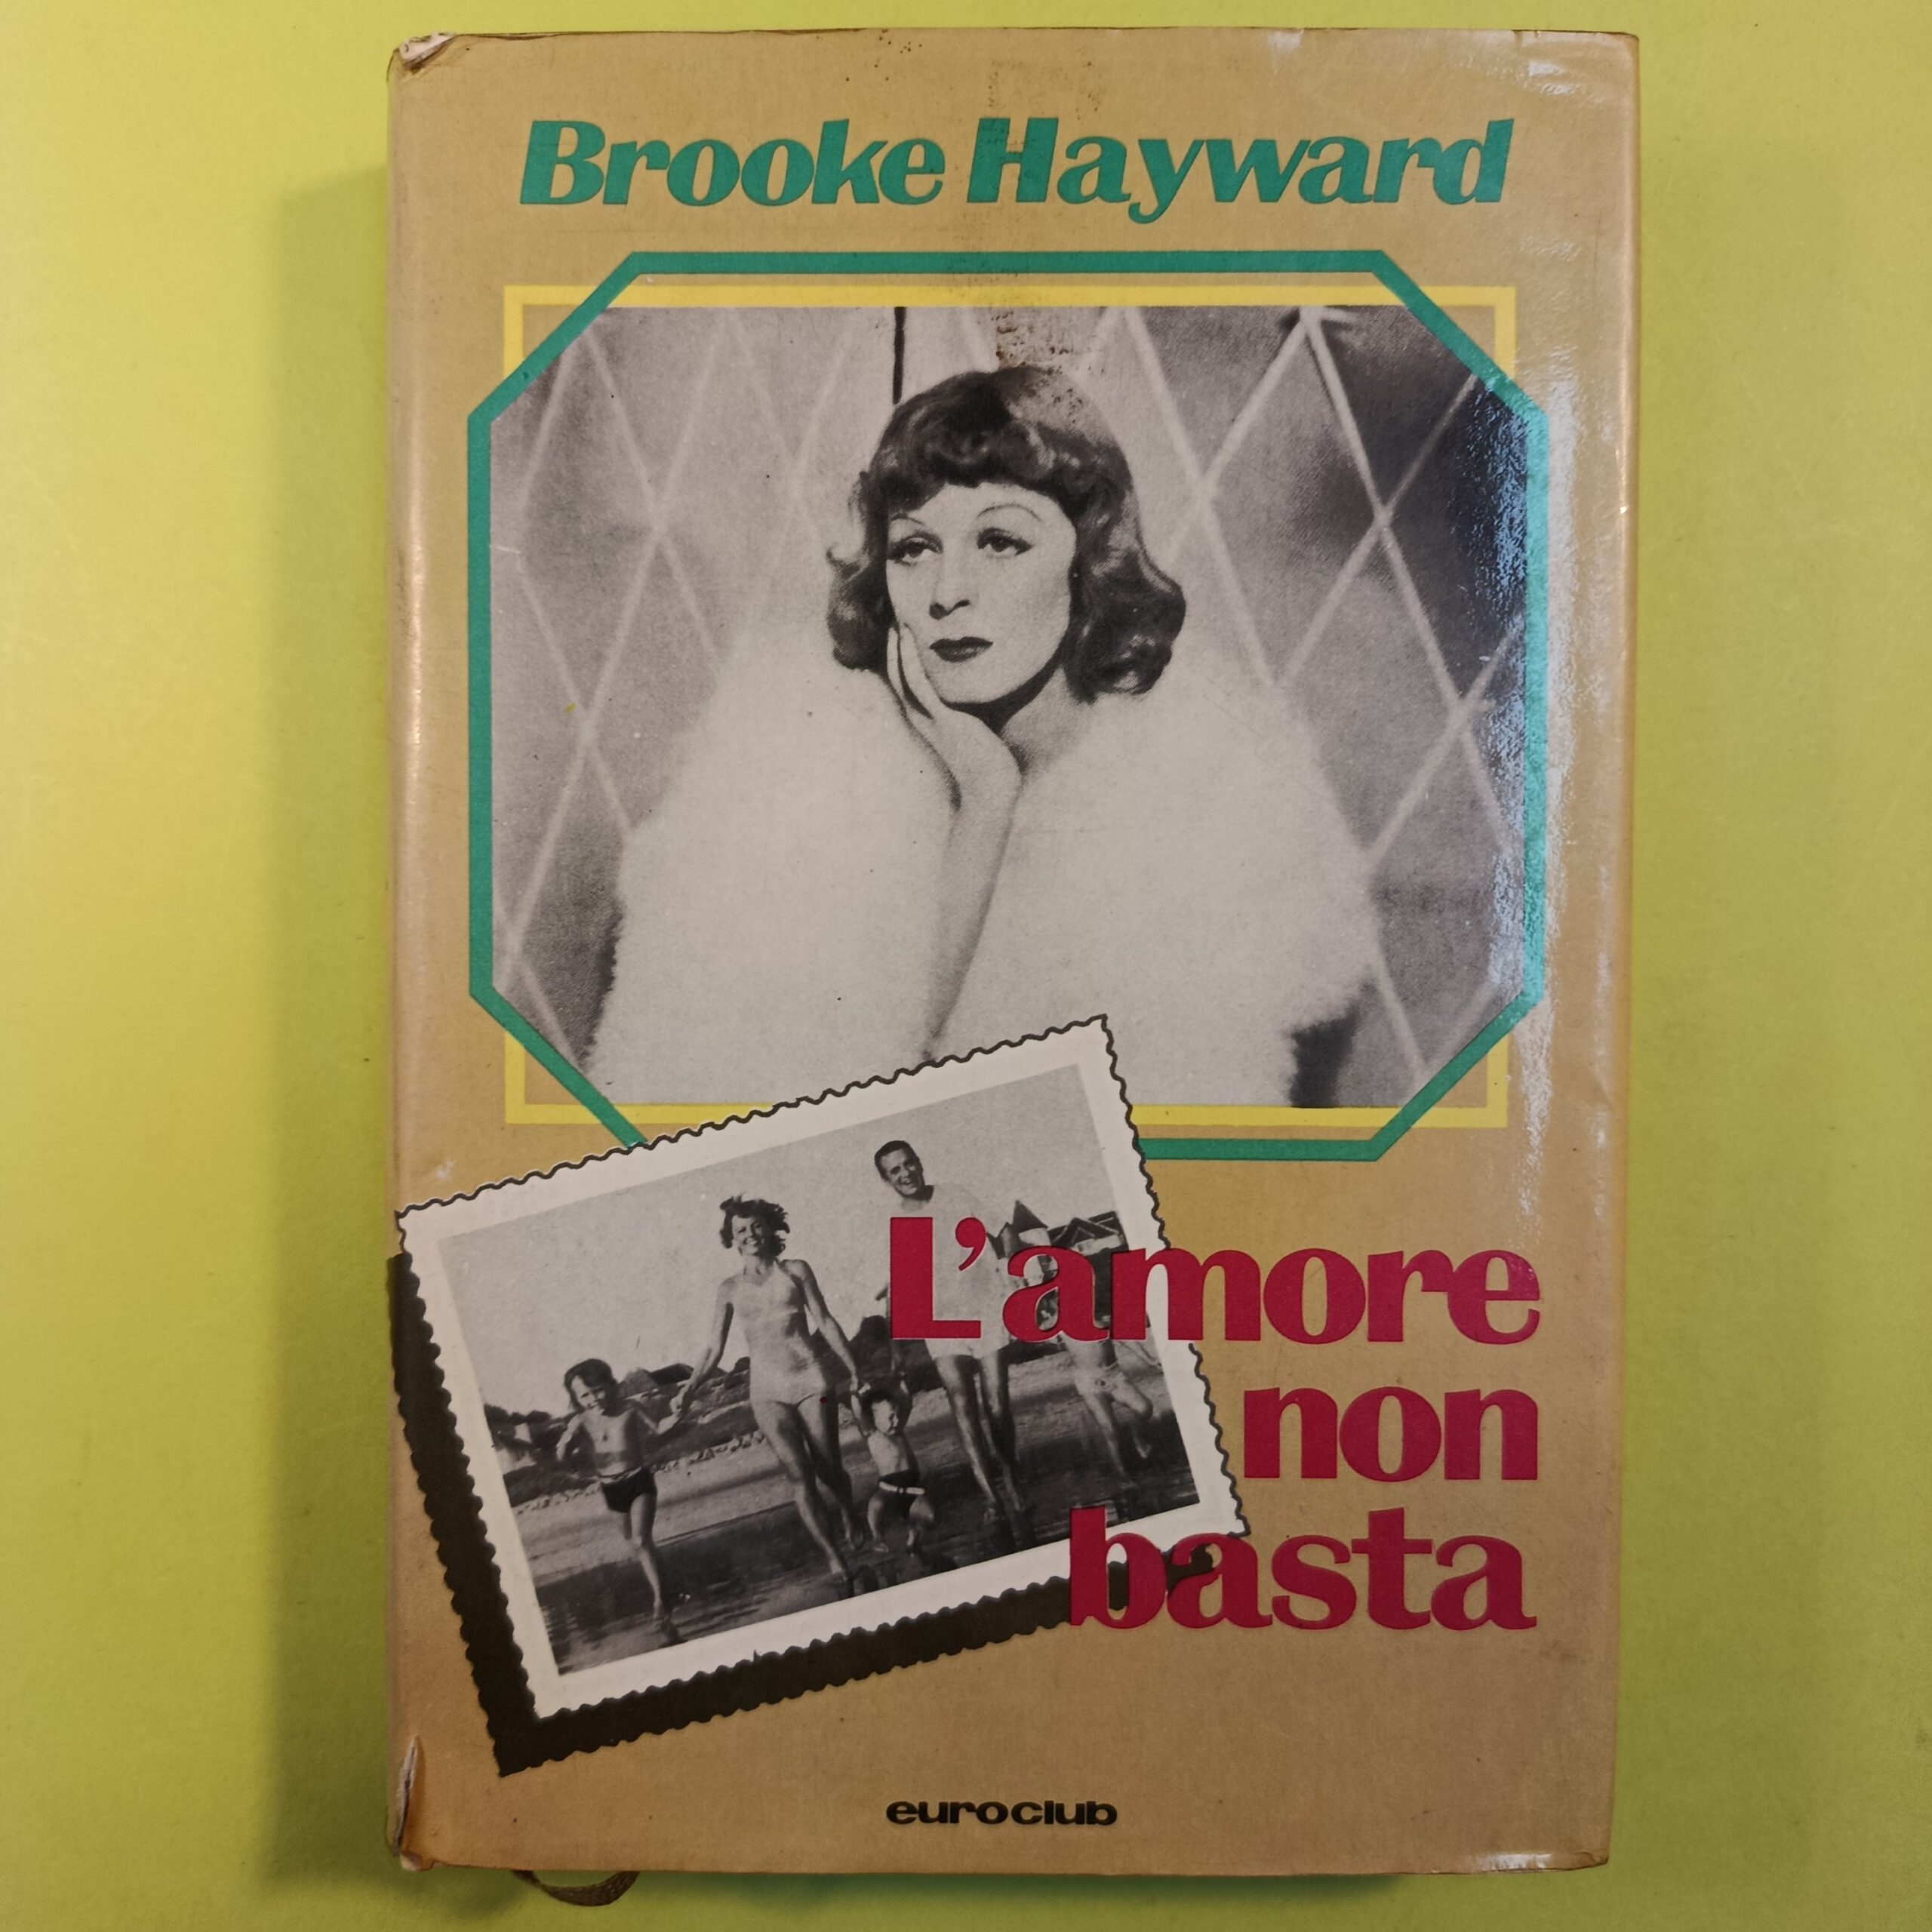 Brooke Hayward
L'amore
non
basta
euroclub